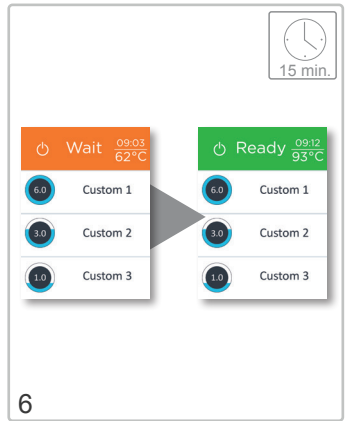 15 min.
Wait 09:03
62°C
6.0 Custom 1
3.0 Custom 2
1.0 Custom 3
Ready 09:12
93°C
6.0 Custom 1
3.0 Custom 2
1.0 Custom 3
6